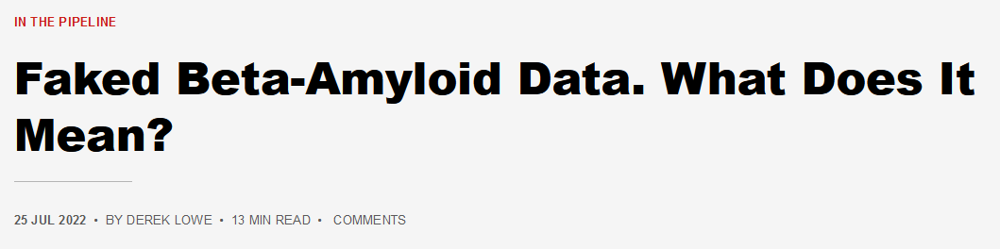 IN THE PIPELINE
Faked Beta-Amyloid Data. What Does It
Mean?
25 JUL 2022 • BY DEREK LOWE • 13 MIN READ • COMMENTS